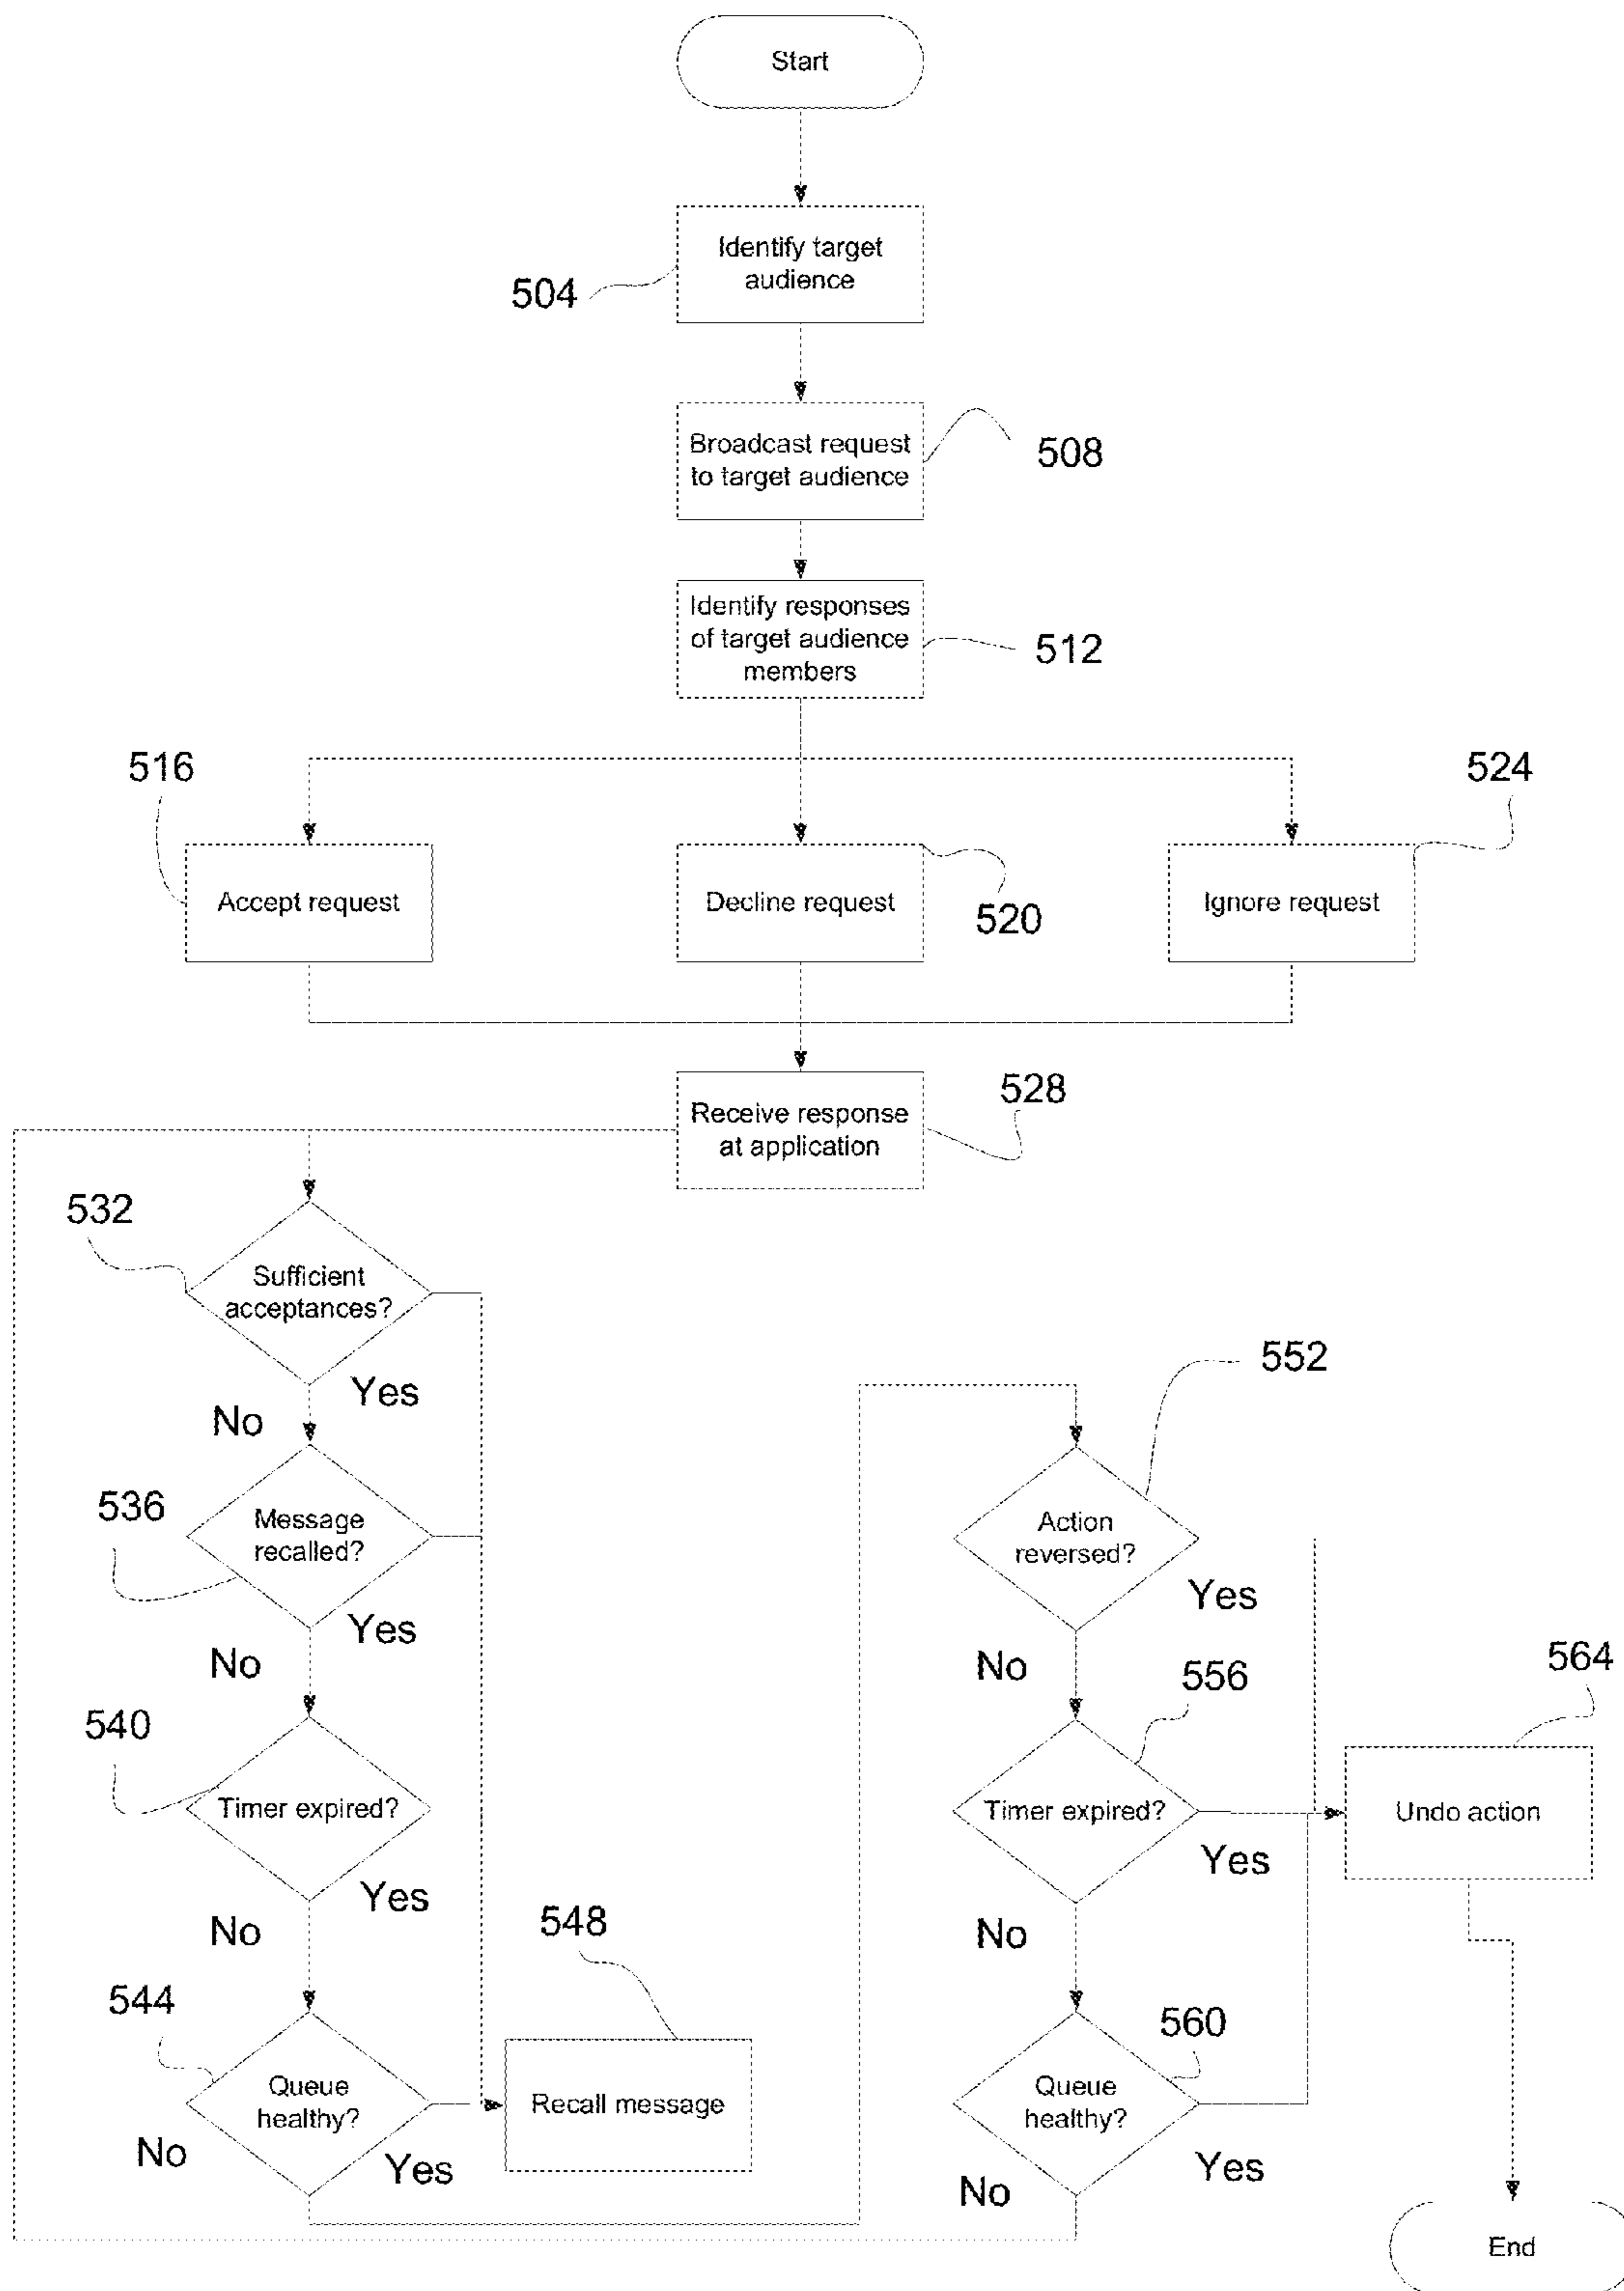 Start
Identify target
audience
504
Broadcast request
to target audience
508
Identify responses
of target audience
members
512
516
524
Accept request
Decline request
520
Ignore request
Receive response
at application
528
532
Sufficient
acceptances?
Yes
No
552
536
Message
recalled?
Action
reversed?
Yes
Yes
No
No
556
564
540
Timer expired?
Timer expired?
Undo action
Yes
Yes
No
No
548
544
560
Queue
healthy?
Recall message
Queue
healthy?
No
Yes
Yes
No
End